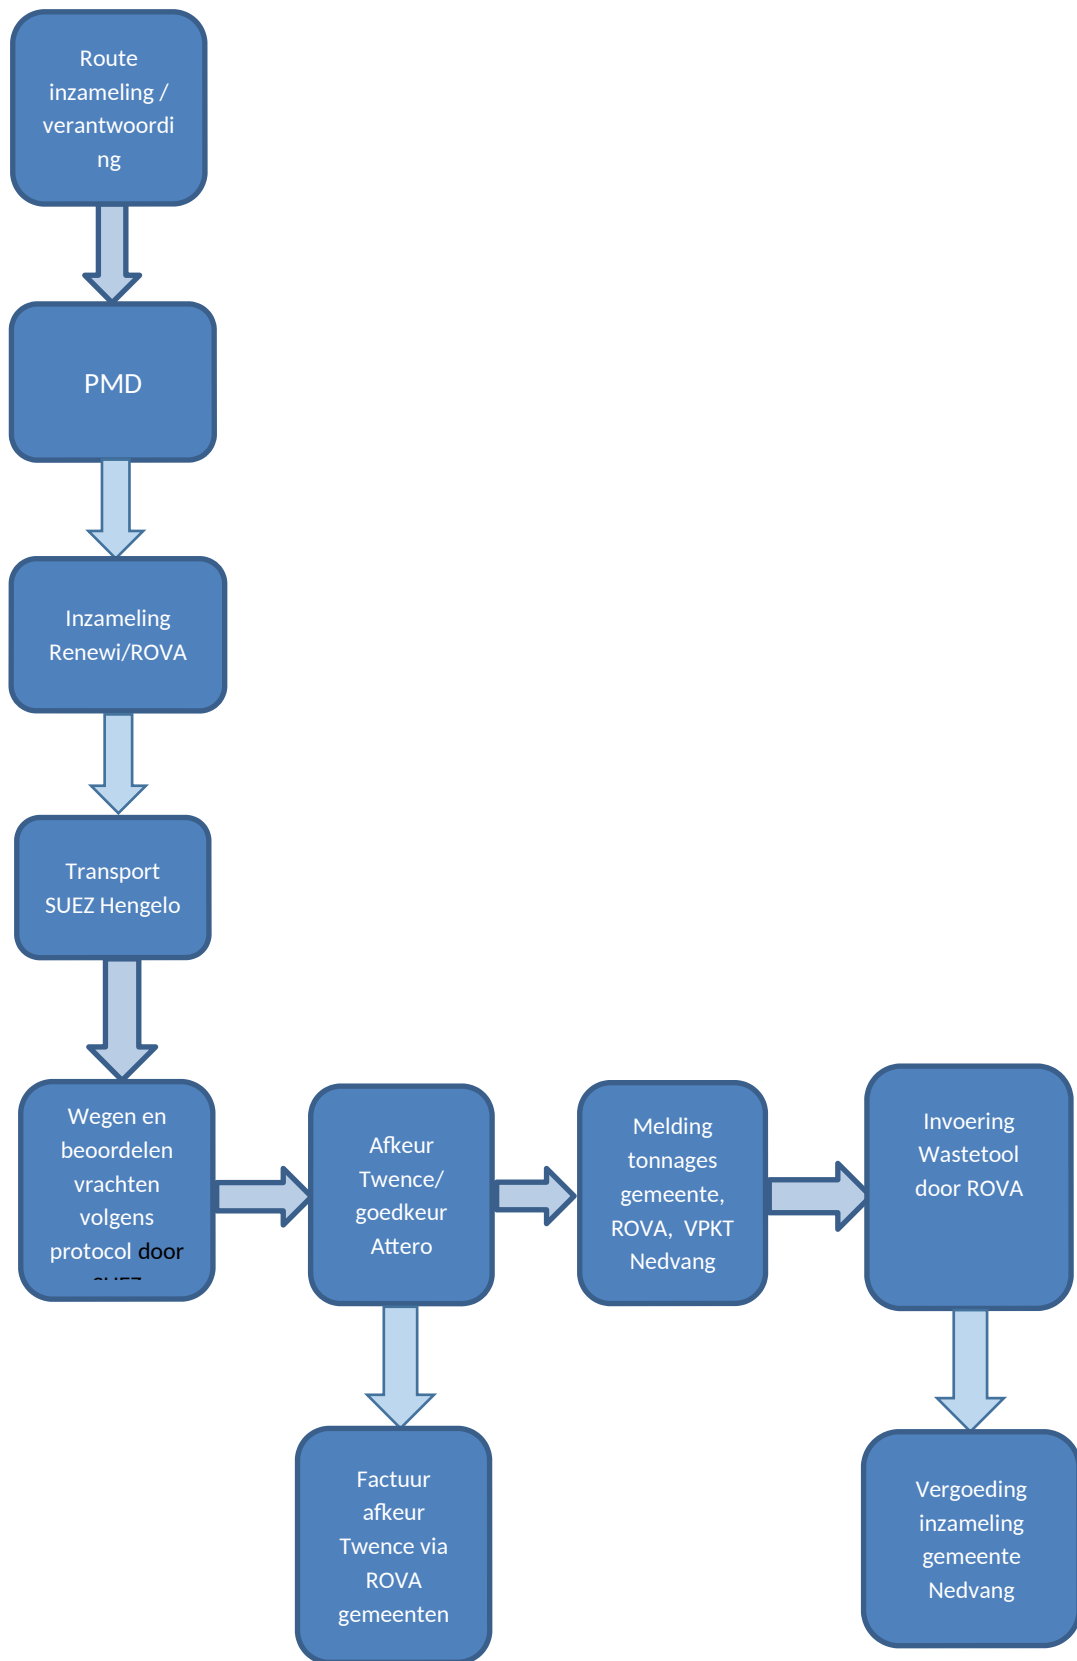 Route
inzameling /
verantwoordi
ng
PMD
Inzameling
Renewi/ROVA
Transport
SUEZ Hengelo
Wegen en
beoordelen
vrachten
volgens
protocol door
Afkeur
Twence/
goedkeur
Attero
Melding
tonnages
gemeente,
ROVA, VPKT
Nedvang
Invoering
Wastetool
door ROVA
Factuur
afkeur
Twence via
ROVA
gemeenten
Vergoeding
inzameling
gemeente
Nedvang